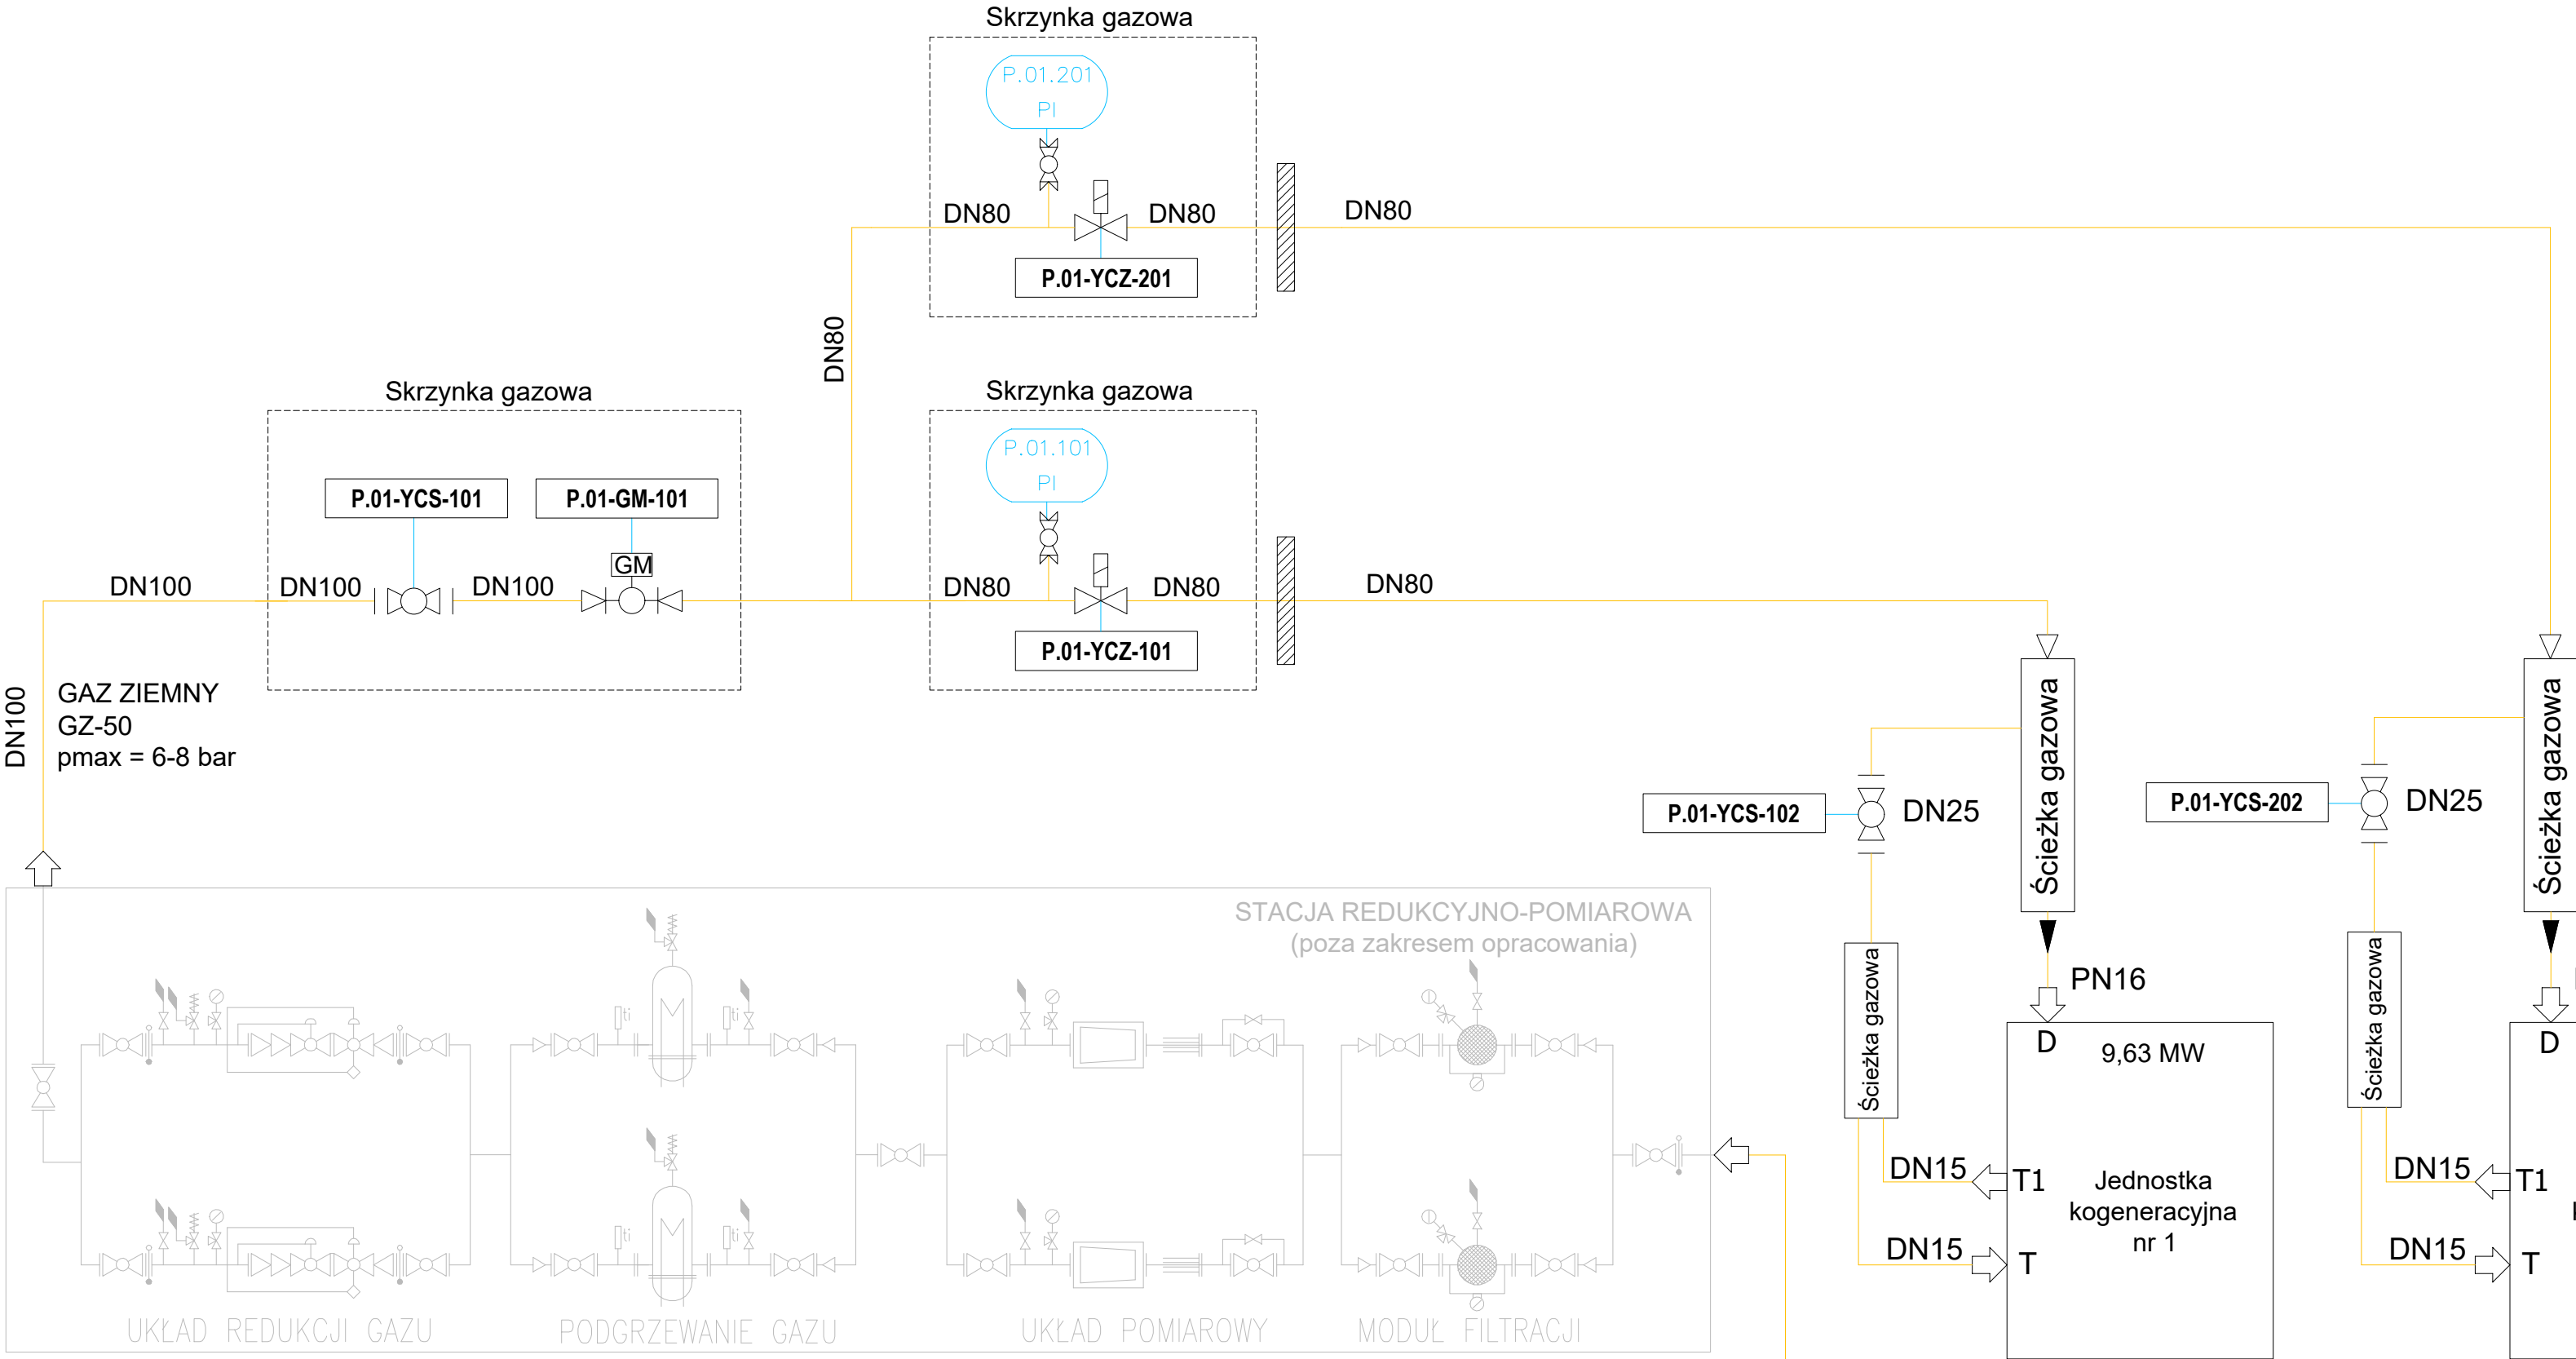 Skrzynka gazowa
P.01.201
PI
DN80
DN80
DN80
P.01-YCZ-201
DN80
Skrzynka gazowa
Skrzynka gazowa
P.01.101
PI
P.01-YCS-101
P.01-GM-101
GM
DN100
DN100
DN100
DN80
DN80
DN80
P.01-YCZ-101
DN100
GAZ ZIEMNY
GZ-50
pmax = 6-8 bar
Ścieżka gazowa
Ścieżka gazowa
P.01-YCS-102
DN25
P.01-YCS-202
DN25
STACJA REDUKCYJNO-POMIAROWA
(poza zakresem opracowania)
Ścieżka gazowa
PN16
Ścieżka gazowa
D
9,63 MW
D
ti
ti
DN15
T1
Jednostka
kogeneracyjna
nr 1
DN15
T1
DN15
T
DN15
T
ti
ti
UKŁAD REDUKCJI GAZU
PODGRZEWANIE GAZU
UKŁAD POMIAROWY
MODUŁ FILTRACJI